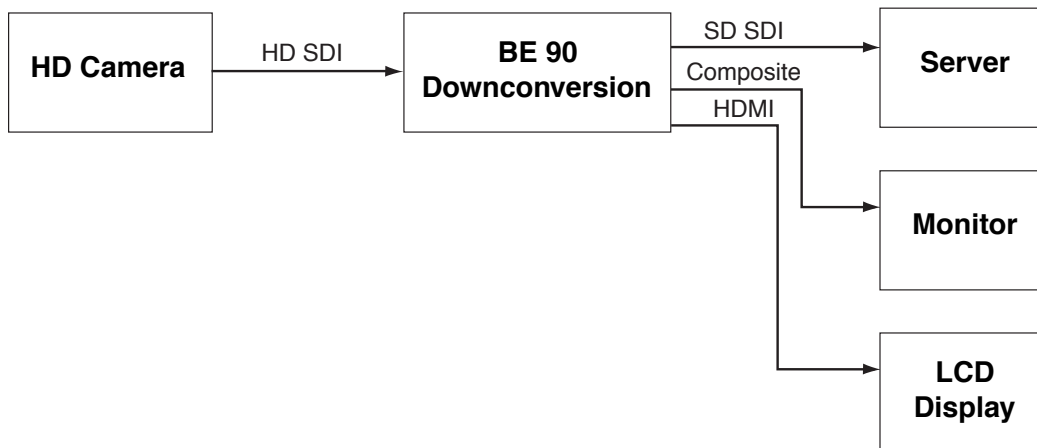 HD Camera
HD SDI
BE 90
Downconversion
SD SDI
Composite
HDMI
Server
Monitor
LCD
Display